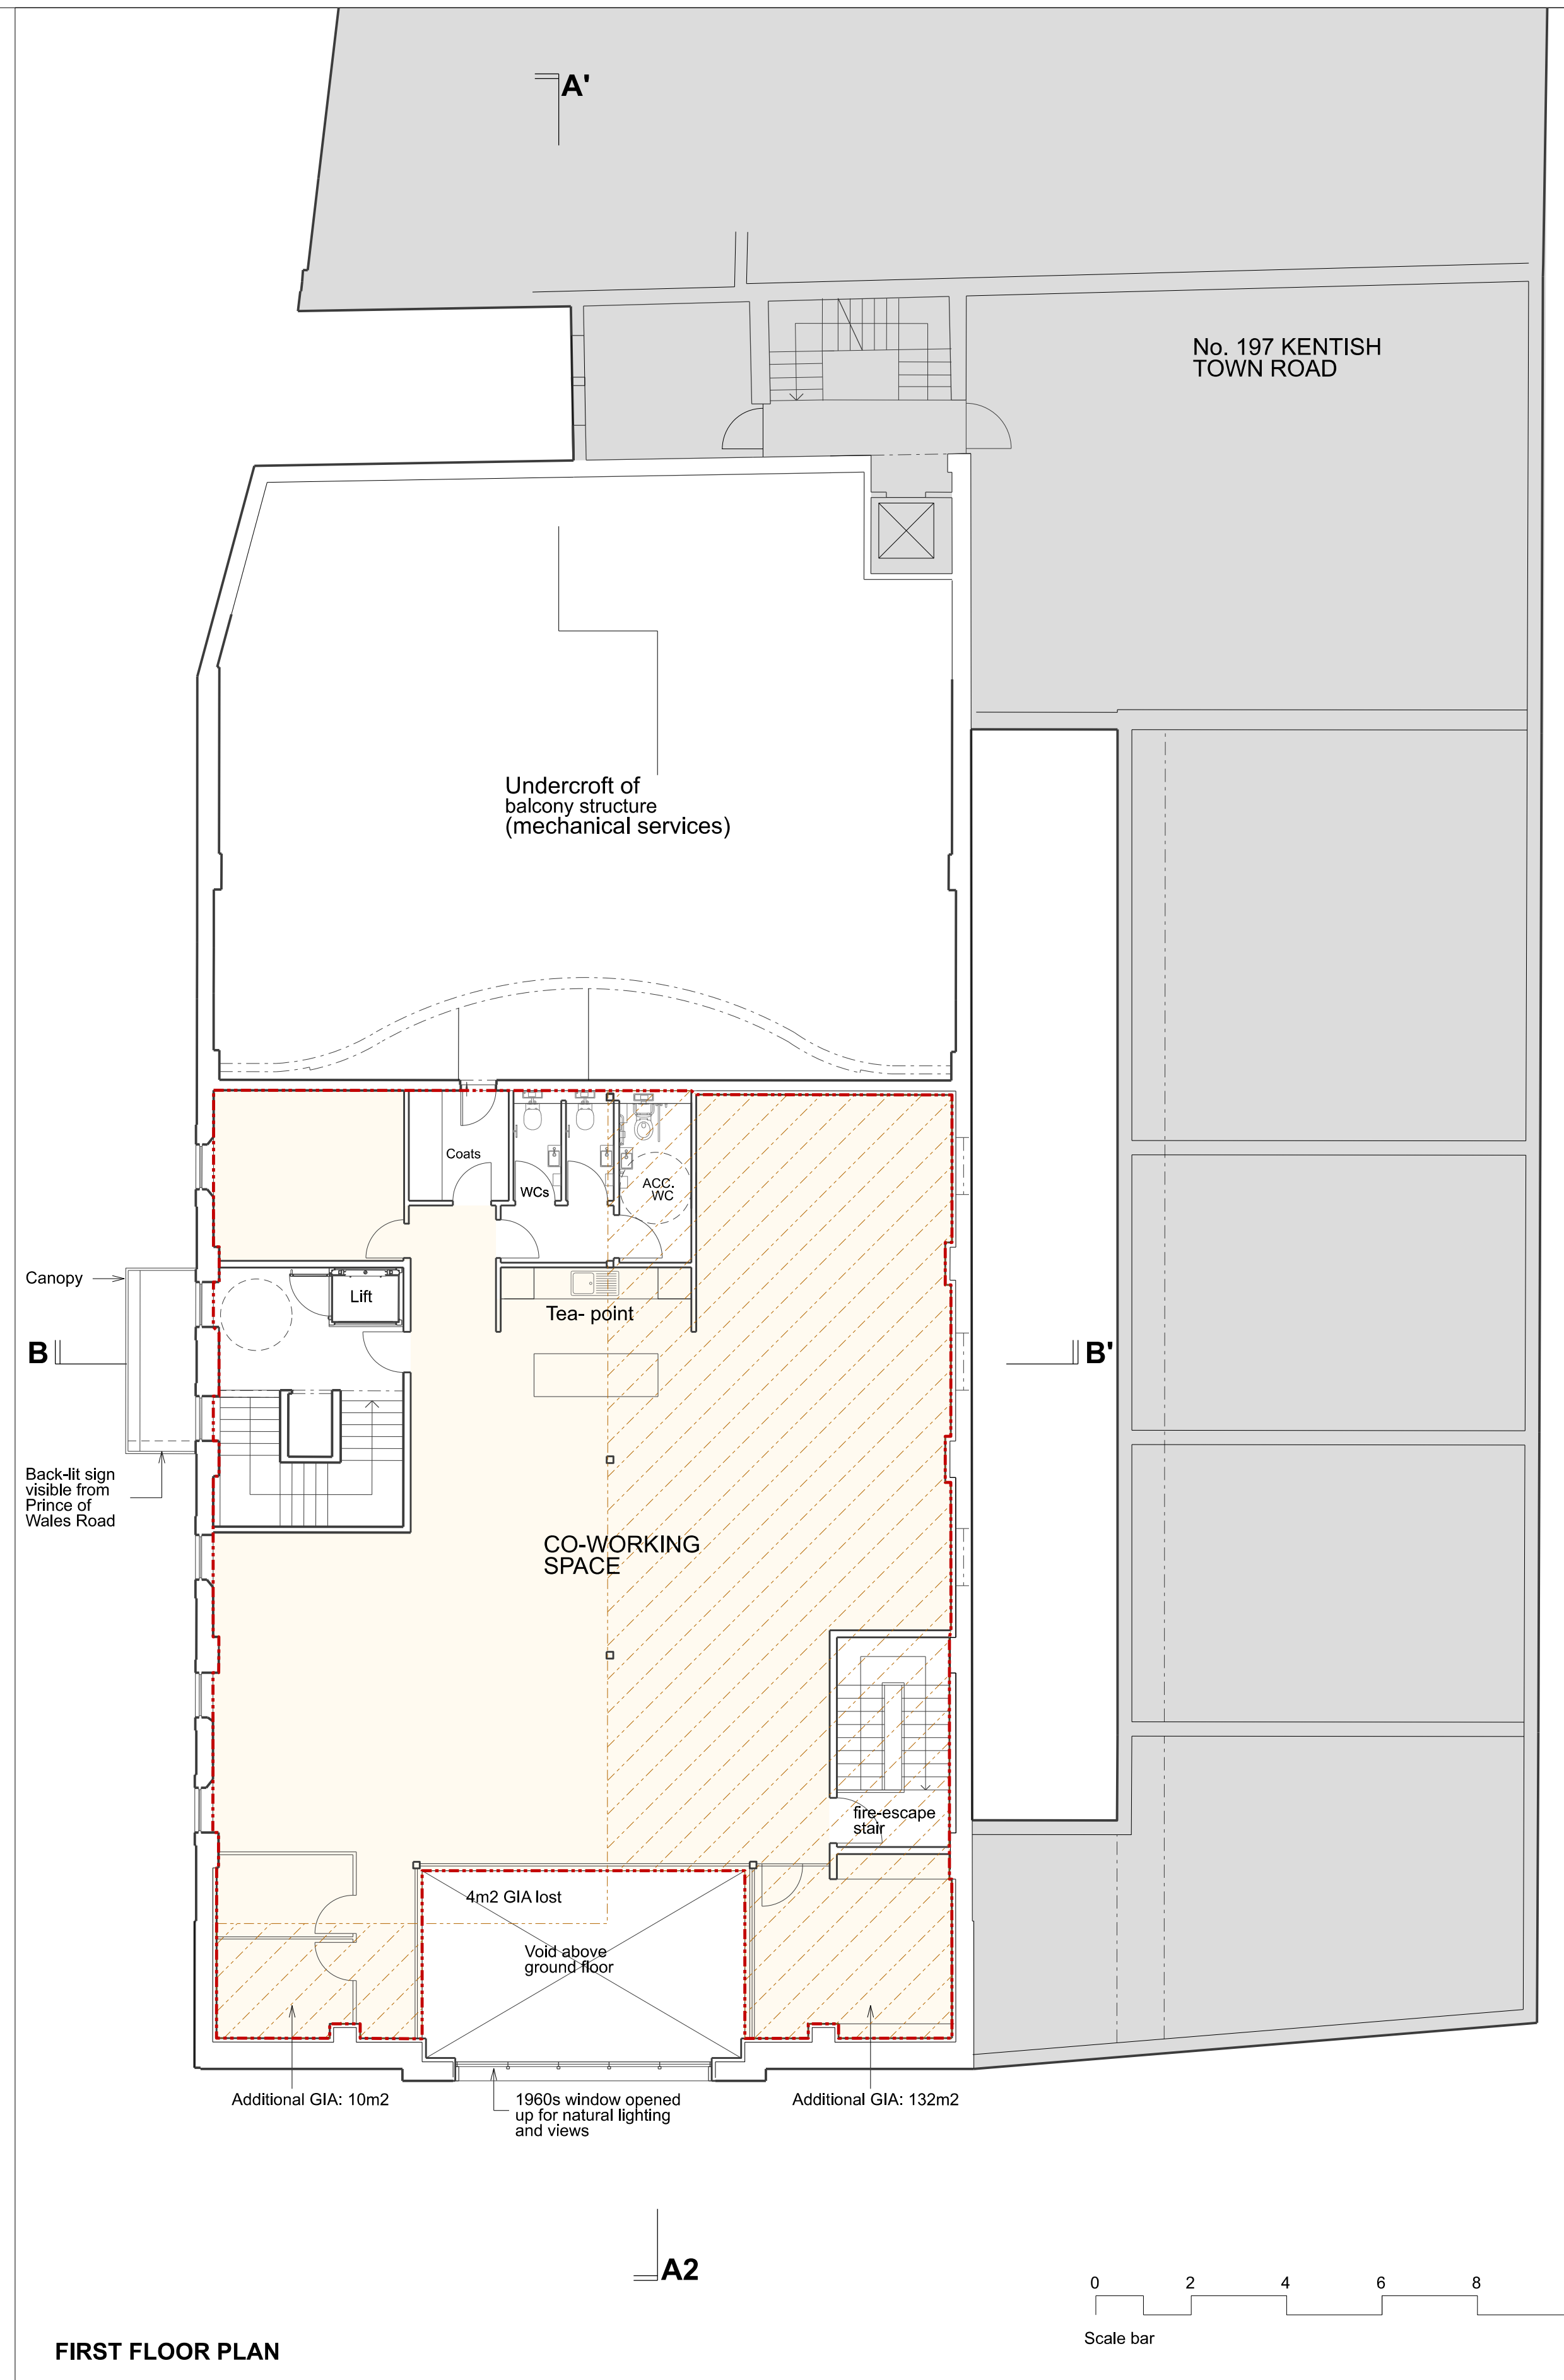 A'
No. 197 KENTISH
TOWN ROAD
Undercroft of
balcony structure
(mechanical services)
Coats
WCs
ACC.
WC
Canopy
Lift
Tea- point
B
B'
Back-lit sign
visible from
Prince of
Wales Road
CO-WORKING
SPACE
fire-escape
stair
4m2 GIA lost
Void above
ground floor
Additional GIA: 10m2
1960s window opened
up for natural lighting
and views
Additional GIA: 132m2
A2
0 2 4 6 8
Scale bar
FIRST FLOOR PLAN